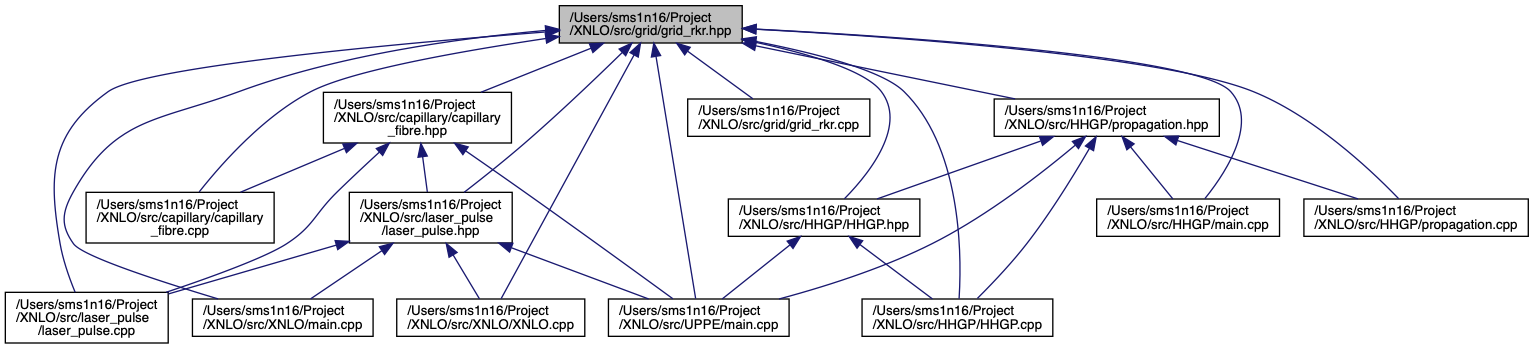 /Users/sms1n16/Project
/XNLO/src/grid/grid_rkr.hpp
/Users/sms1n16/Project
/XNLO/src/capillary/capillary
_fibre.hpp
/Users/sms1n16/Project
/XNLO/src/grid/grid_rkr.cpp
/Users/sms1n16/Project
/XNLO/src/HHGP/propagation.hpp
/Users/sms1n16/Project
/XNLO/src/capillary/capillary
_fibre.cpp
/Users/sms1n16/Project
/XNLO/src/laser_pulse
/laser_pulse.hpp
/Users/sms1n16/Project
/XNLO/src/HHGP/HHGP.hpp
/Users/sms1n16/Project
/XNLO/src/HHGP/main.cpp
/Users/sms1n16/Project
/XNLO/src/HHGP/propagation.cpp
/Users/sms1n16/Project
/XNLO/src/laser_pulse
/laser_pulse.cpp
/Users/sms1n16/Project
/XNLO/src/XNLO/main.cpp
/Users/sms1n16/Project
/XNLO/src/XNLO/XNLO.cpp
/Users/sms1n16/Project
/XNLO/src/UPPE/main.cpp
/Users/sms1n16/Project
/XNLO/src/HHGP/HHGP.cpp